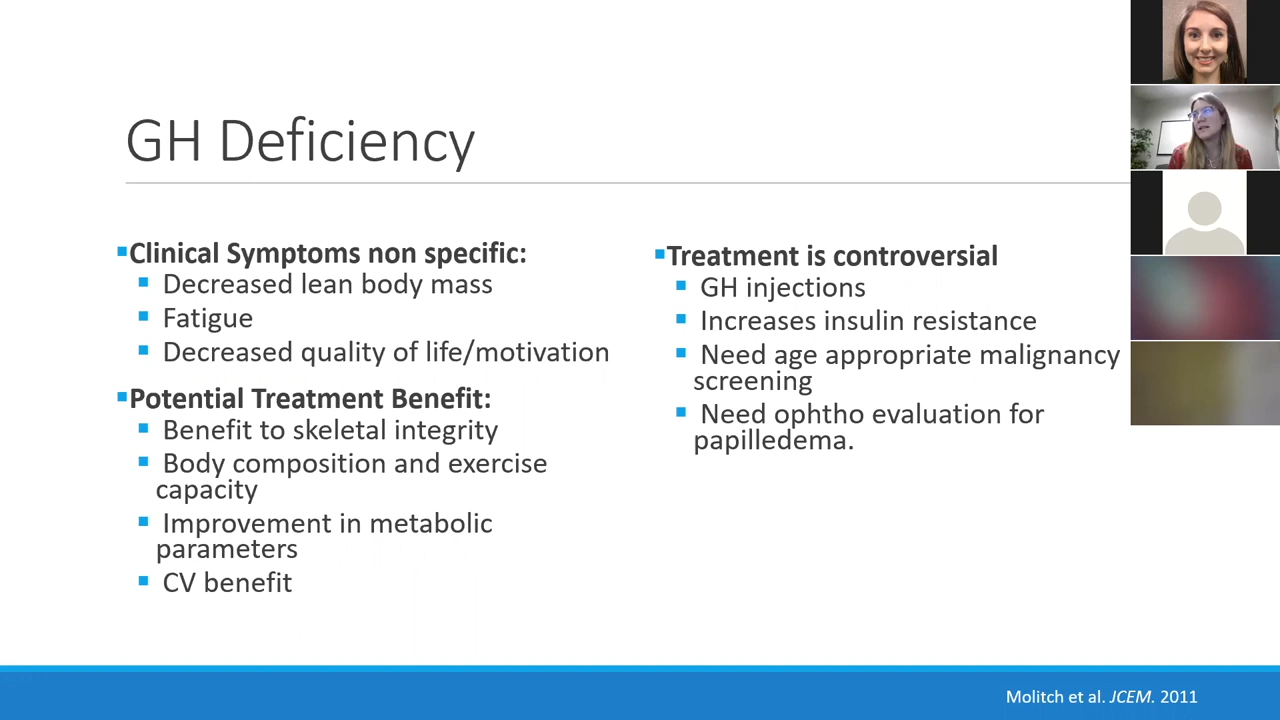 GH Deficiency
Clinical Symptoms non specific:
Decreased lean body mass
Fatigue
Decreased quality of life/motivation
Potential Treatment Benefit:
Benefit to skeletal integrity
Body composition and exercise
capacity
Improvement in metabolic
parameters
CV benefit
Treatment is controversial
GH injections
Increases insulin resistance
Need age appropriate malignancy
screening
Need ophtho evaluation for
papilledema.
Molitch et al. JCEM. 2011